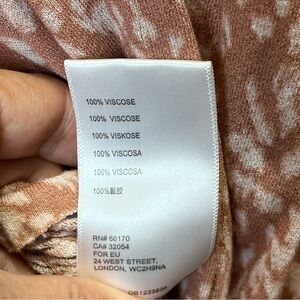 100% VISCOSE
100% VISCOSE
100% VISKOSE
100% VISCOSA
100% VISCOSA
100%黏胶
RN# 66170
CA# 32054
FOR EU
24 WEST STREET,
LONDON, WC2H9NA